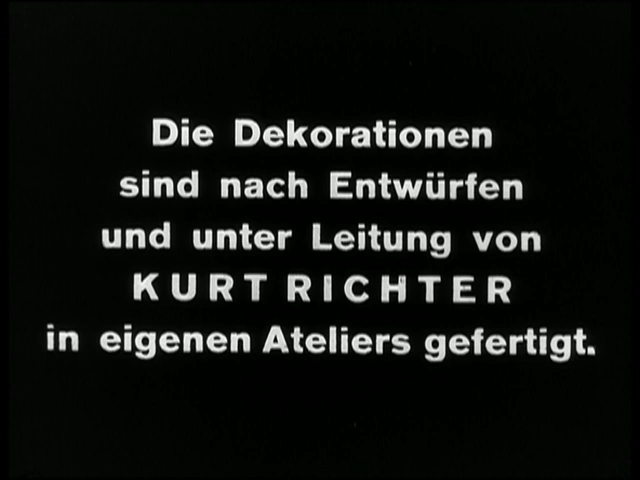 Die Dekorationen
sind nach Entwürfen
und unter Leitung von
KURT RICHTER
in eigenen Ateliers gefertigt.